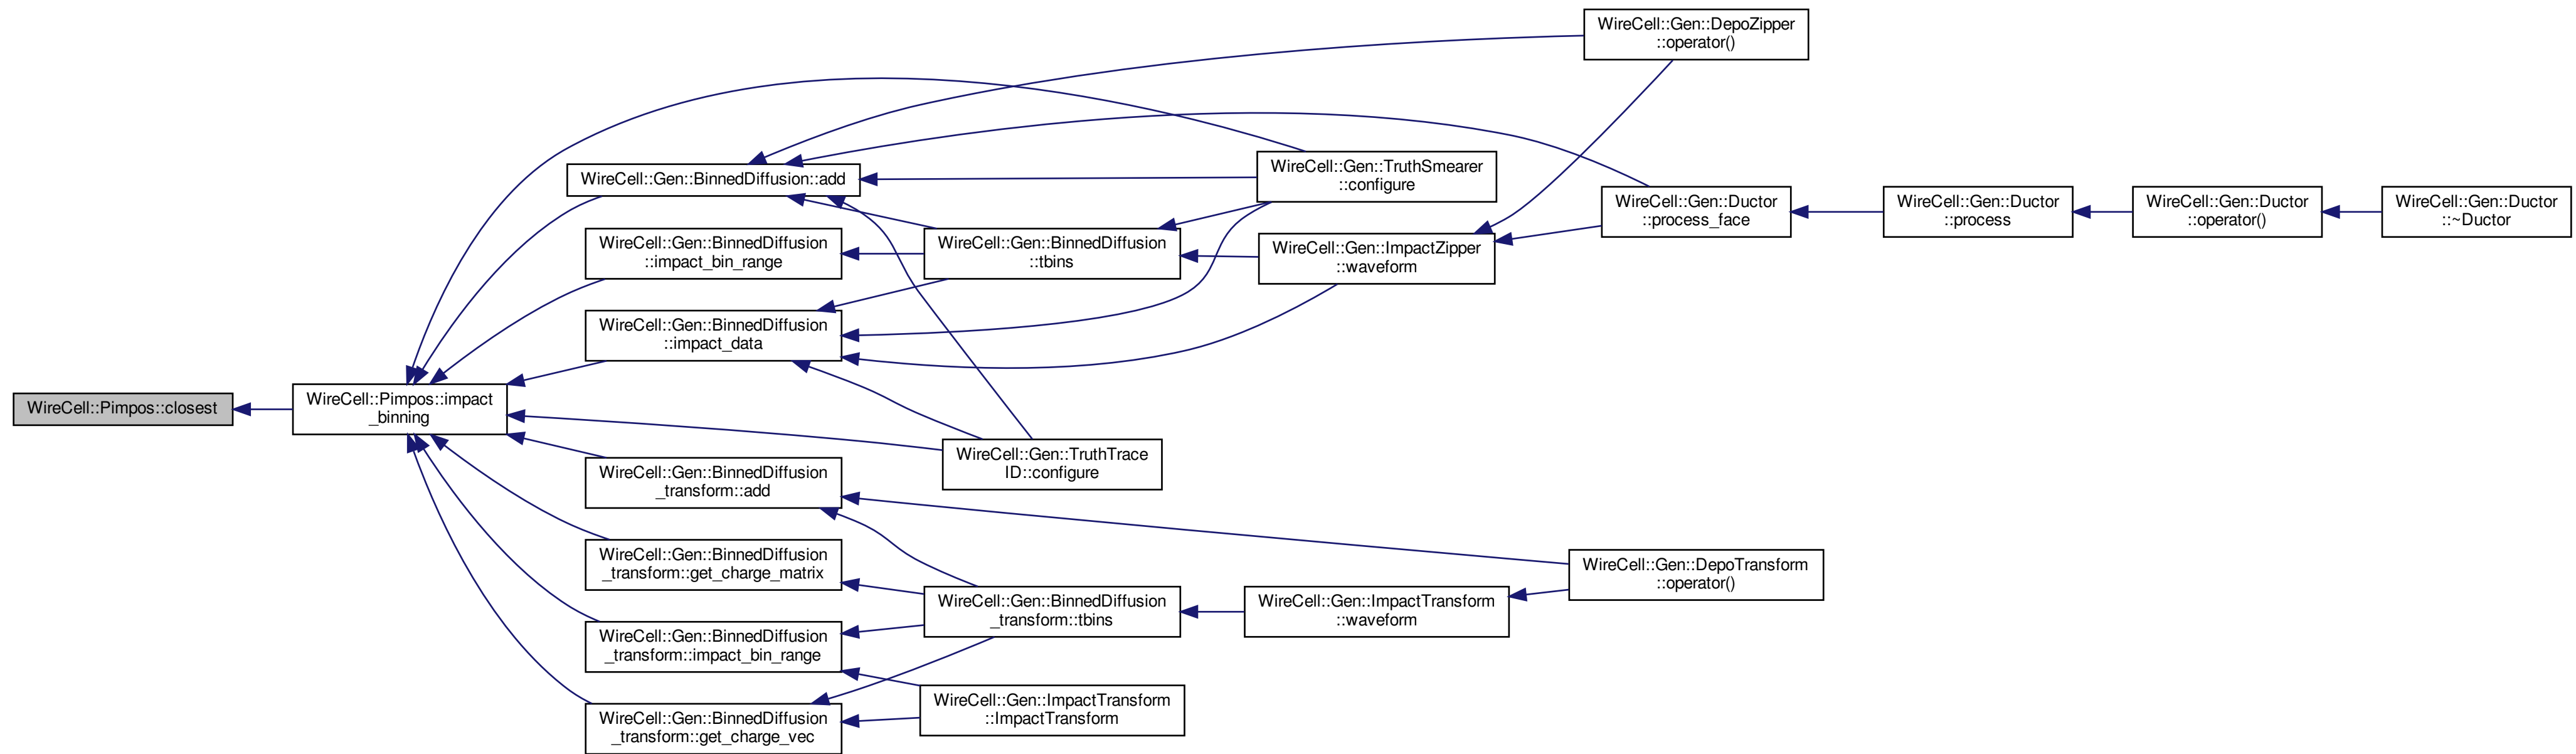 WireCell::Pimpos::closest
WireCell::Pimpos::impact
_binning
WireCell::Gen::BinnedDiffusion::add
WireCell::Gen::BinnedDiffusion
::impact_bin_range
WireCell::Gen::BinnedDiffusion
::impact_data
WireCell::Gen::BinnedDiffusion
_transform::add
WireCell::Gen::BinnedDiffusion
_transform::get_charge_matrix
WireCell::Gen::BinnedDiffusion
_transform::impact_bin_range
WireCell::Gen::BinnedDiffusion
_transform::get_charge_vec
WireCell::Gen::BinnedDiffusion
::tbins
WireCell::Gen::TruthTrace
ID::configure
WireCell::Gen::BinnedDiffusion
_transform::tbins
WireCell::Gen::ImpactTransform
::ImpactTransform
WireCell::Gen::TruthSmearer
::configure
WireCell::Gen::ImpactZipper
::waveform
WireCell::Gen::ImpactTransform
::waveform
WireCell::Gen::DepoZipper
::operator()
WireCell::Gen::Ductor
::process_face
WireCell::Gen::DepoTransform
::operator()
WireCell::Gen::Ductor
::process
WireCell::Gen::Ductor
::operator()
WireCell::Gen::Ductor
::~Ductor